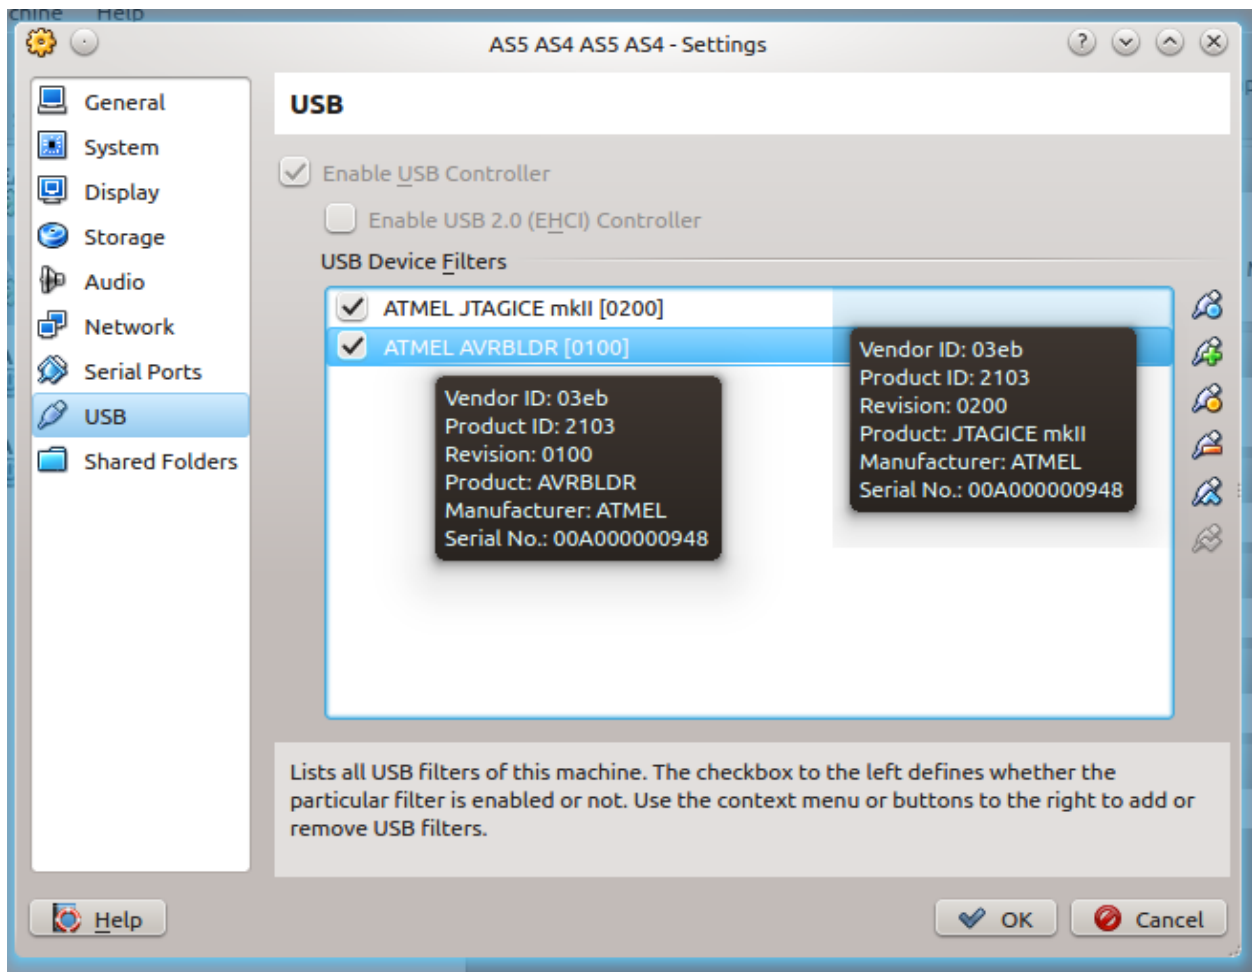 Help
AS5 AS4 AS5 AS4 - Settings
General
System
Display
Storage
Audio
Network
Serial Ports
USB
Shared Folders
USB
Enable USB Controller
Enable USB 2.0 (EHCI) Controller
USB Device Filters
ATMEL JTAGICE mkII [0200]
ATMEL AVRBLDR [0100]
Vendor ID: 03eb
Product ID: 2103
Revision: 0100
Product: AVRBLDR
Manufacturer: ATMEL
Serial No.: 00A000000948
Vendor ID: 03eb
Product ID: 2103
Revision: 0200
Product: JTAGICE mkII
Manufacturer: ATMEL
Serial No.: 00A000000948
Lists all USB filters of this machine. The checkbox to the left defines whether the
particular filter is enabled or not. Use the context menu or buttons to the right to add or
remove USB filters.
Help
OK
Cancel